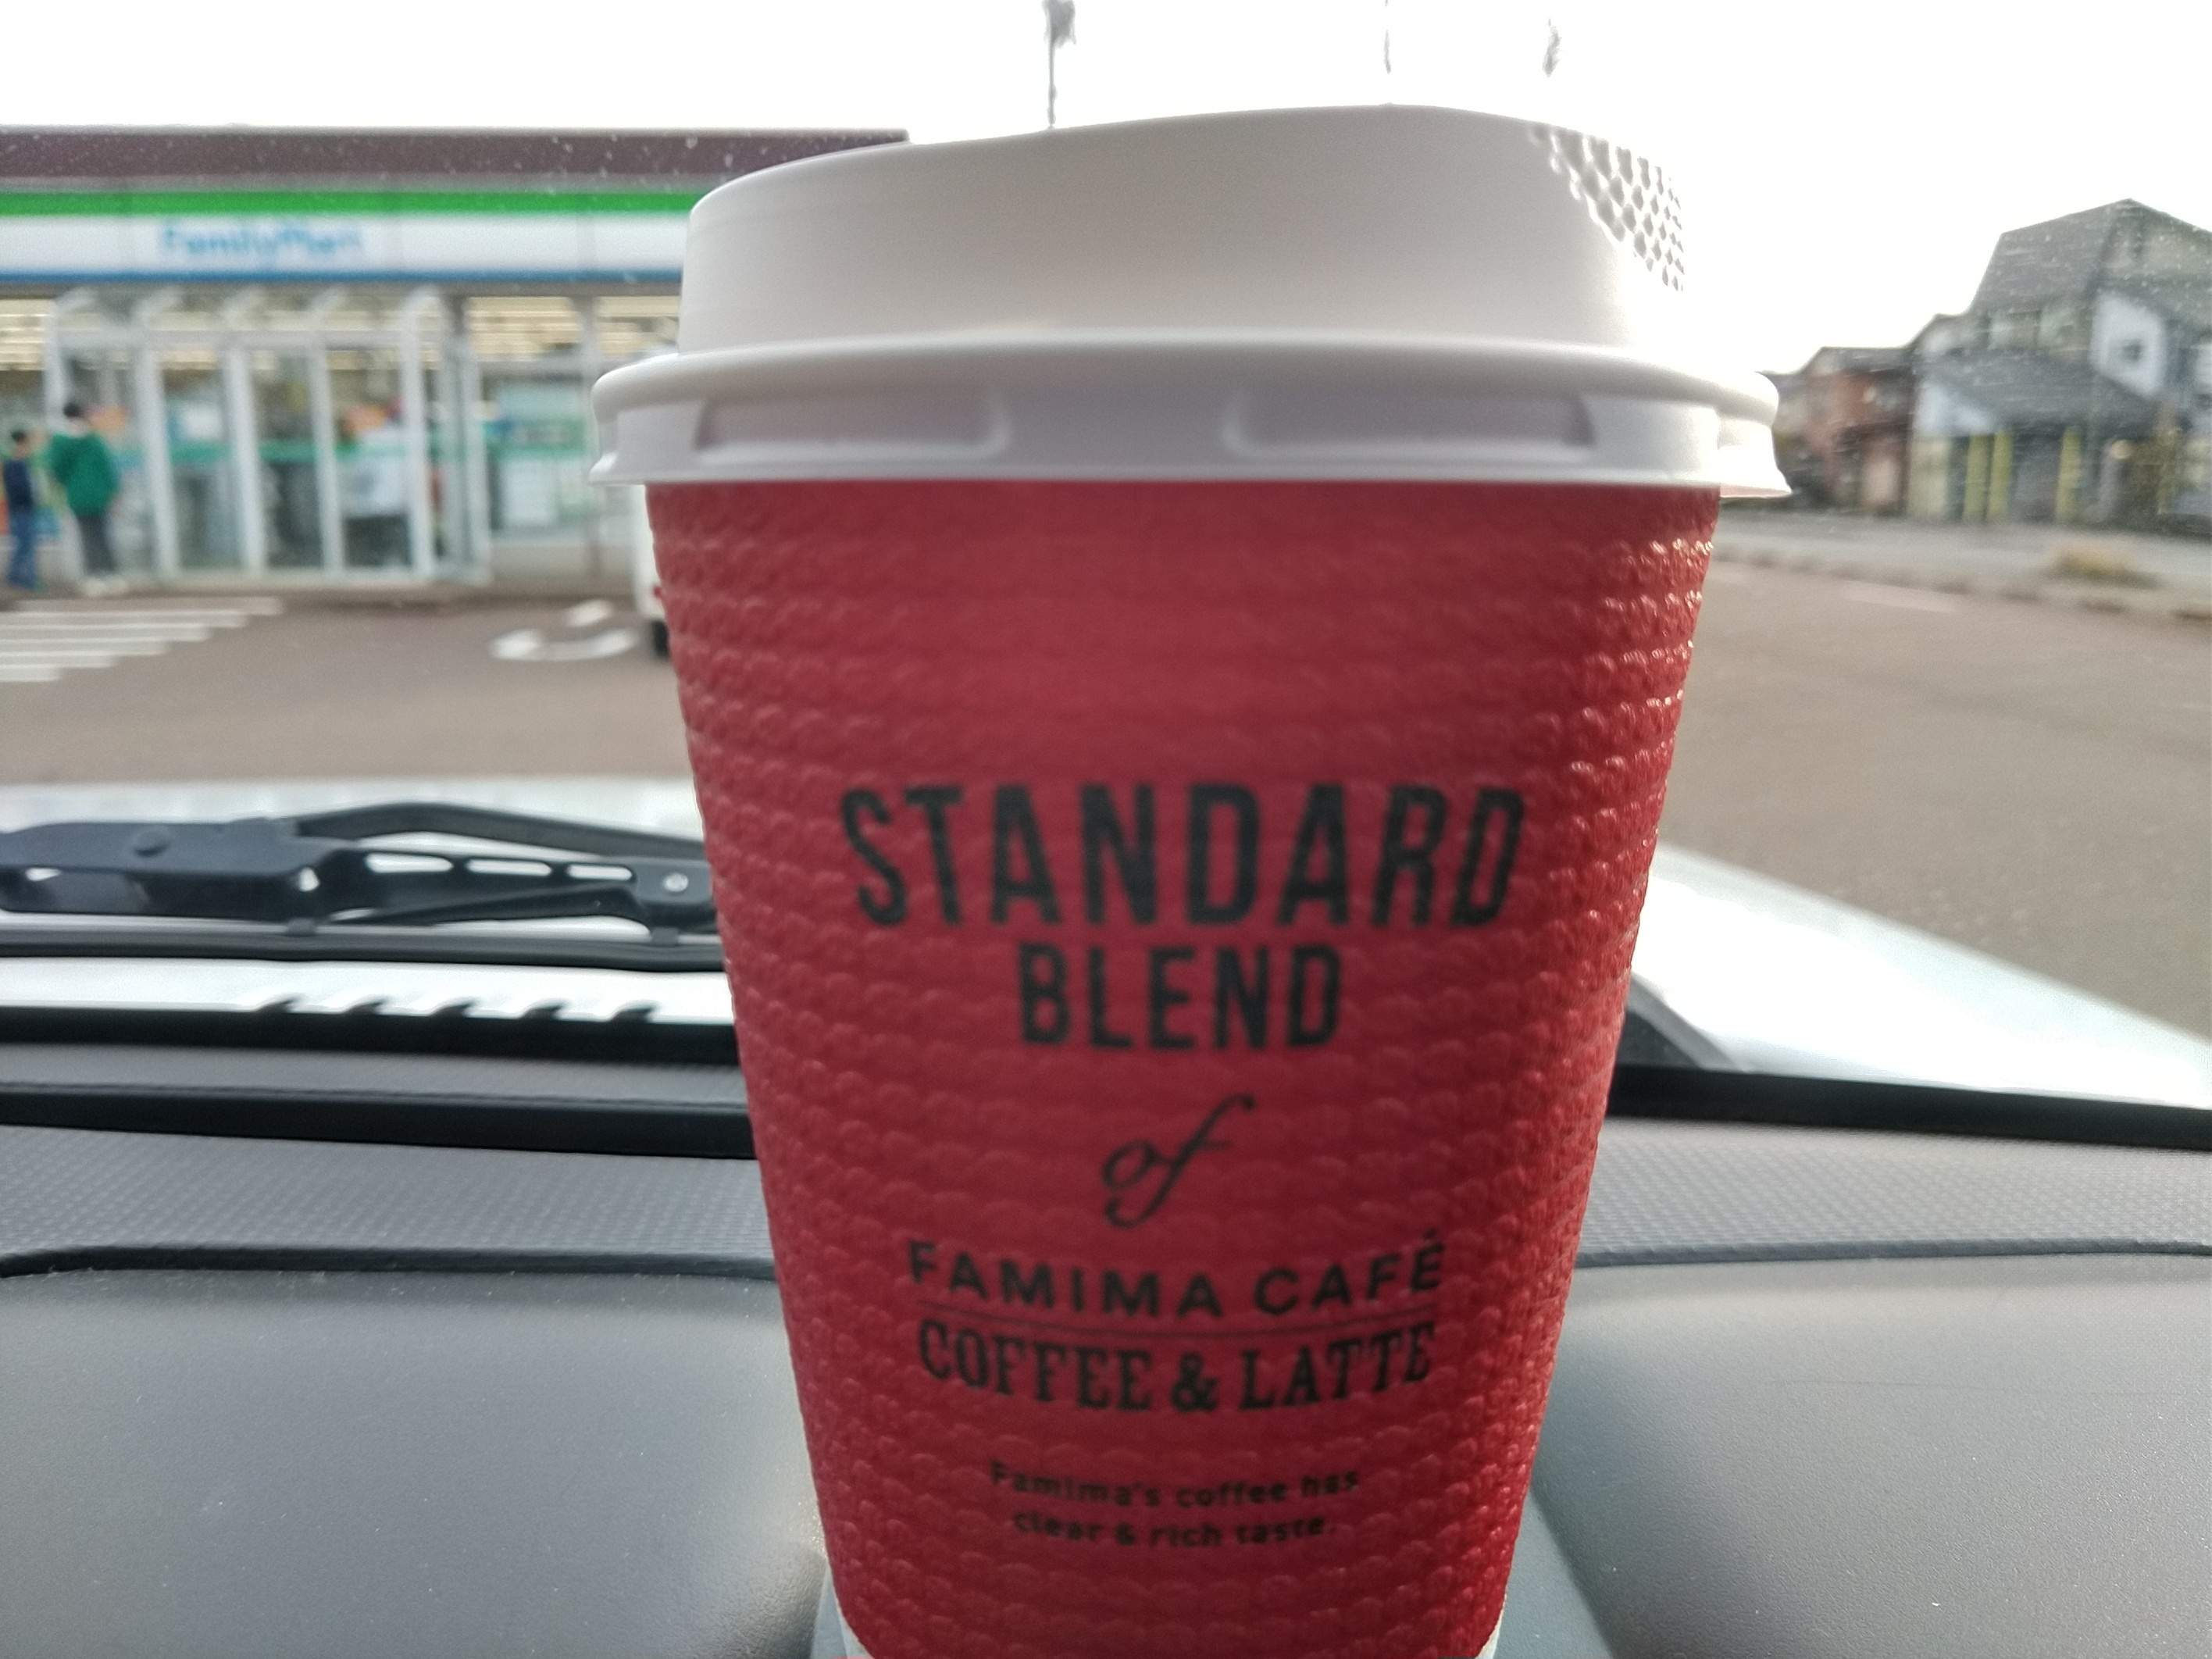 FamilyMart
STANDARD
BLEND
of
FAMIMA CAFÉ
COFFEE & LATTE
Famima's coffee has
clear & rich taste.